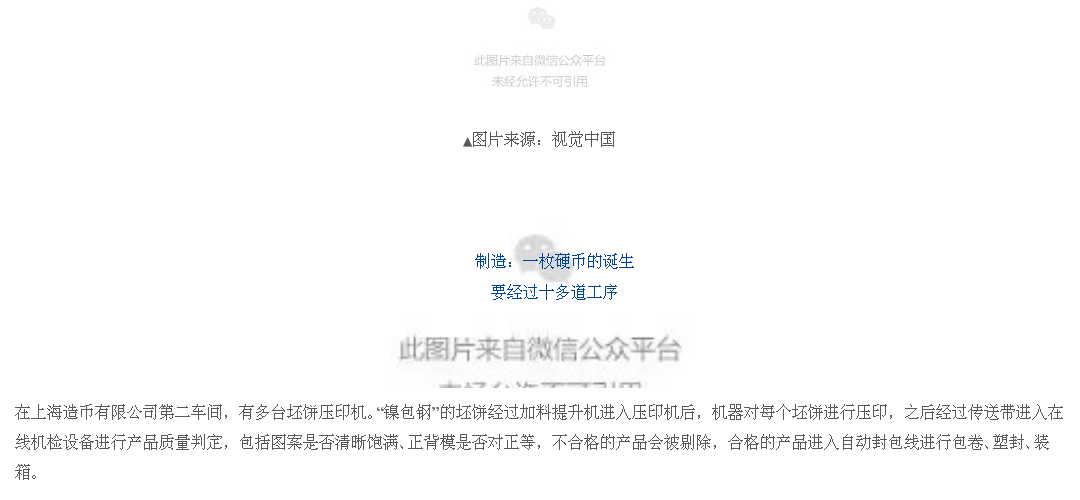 此图片来自微信公众平台
未经允许不可引用
▲图片来源：视觉中国
制造：一枚硬币的诞生
要经过十多道工序
此图片来自微信公众平台
未经允许不可引用
在上海造币有限公司第二车间，有多台坯饼压印机。“镍包钢”的坯饼经过加料提升机进入压印机后，机器对每个坯饼进行压印，之后经过传送带进入在
线机检设备进行产品质量判定，包括图案是否清晰饱满、正背模是否对正等，不合格的产品会被剔除，合格的产品进入自动封包线进行包卷、塑封、装
箱。